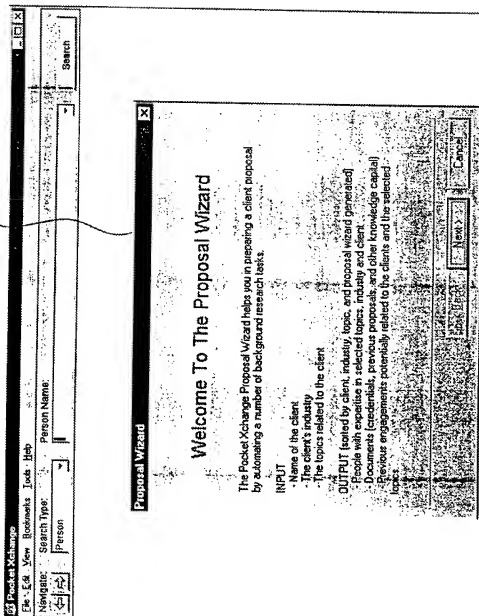 Pocket Xchange
File Edit View Bookmarks Tools Help
Navigate: Search Type: Person Name:
Person Search
Proposal Wizard
Welcome To The Proposal Wizard
The Pocket Xchange Proposal Wizard helps you in preparing a client proposal
by automating a number of background research tasks.
INPUT
- Name of the client
- The client's industry
- The topics related to the client
OUTPUT (sorted by client, industry, topic, and proposal wizard generated)
- People with expertise in selected topics, industry and client
- Documents (credentials, previous proposals, and other knowledge capital)
- Previous engagements potentially related to the clients and the selected
topics.
< Back Next > Cancel